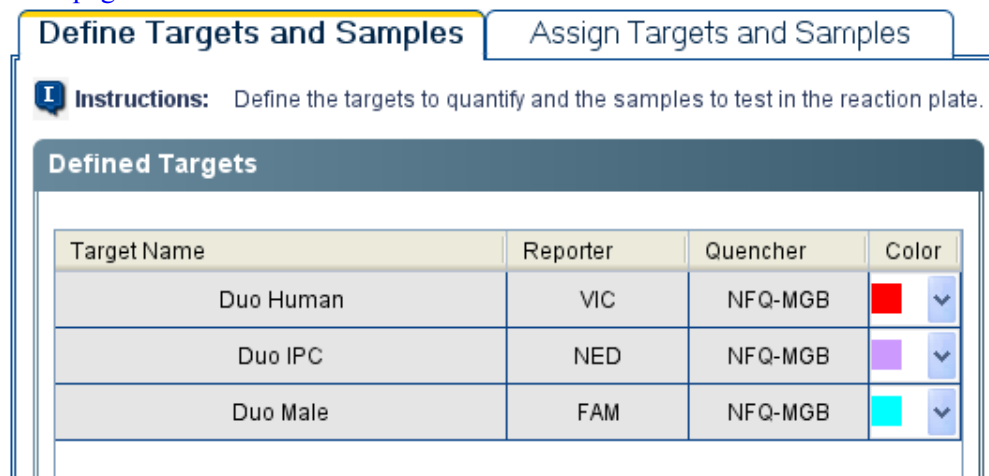 Define Targets and Samples Assign Targets and Samples
I Instructions: Define the targets to quantify and the samples to test in the reaction plate.
Defined Targets
Target Name Reporter Quencher Color
Duo Human VIC NFQ-MGB
Duo IPC NED NFQ-MGB
Duo Male FAM NFQ-MGB